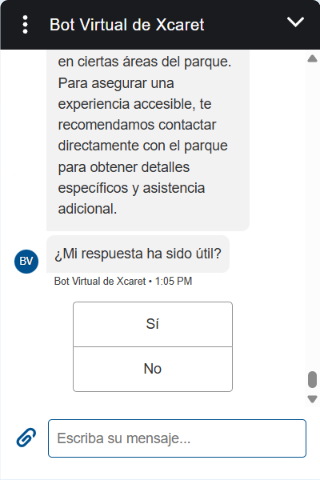 Bot Virtual de Xcaret
en ciertas áreas del parque.
Para asegurar una
experiencia accesible, te
recomendamos contactar
directamente con el parque
para obtener detalles
específicos y asistencia
adicional.
¿Mi respuesta ha sido útil?
BV
Bot Virtual de Xcaret • 1:05 PM
Sí
No
Escriba su mensaje...